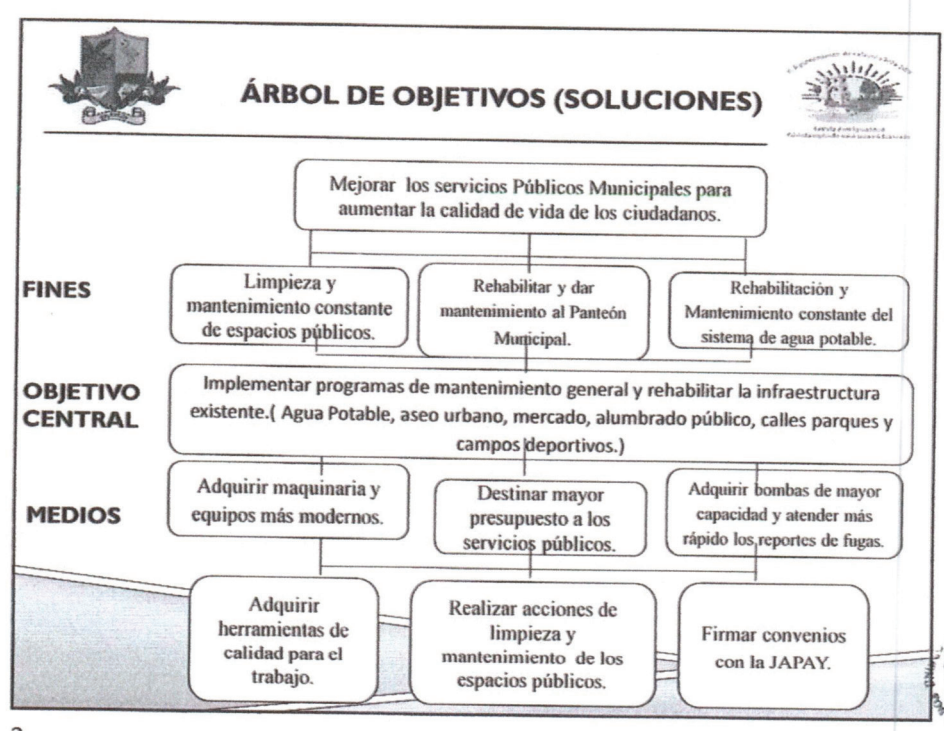 ÁRBOL DE OBJETIVOS (SOLUCIONES)
Mejorar los servicios Públicos Municipales para
aumentar la calidad de vida de los ciudadanos.
FINES
Limpieza y
mantenimiento constante
de espacios públicos.
Rehabilitar y dar
mantenimiento al Panteón
Municipal.
Rehabilitación y
Mantenimiento constante del
sistema de agua potable.
OBJETIVO
CENTRAL
Implementar programas de mantenimiento general y rehabilitar la infraestructura
existente.( Agua Potable, aseo urbano, mercado, alumbrado público, calles parques y
campos deportivos.)
MEDIOS
Adquirir maquinaria y
equipos más modernos.
Destinar mayor
presupuesto a los
servicios públicos.
Adquirir bombas de mayor
capacidad y atender más
rápido los reportes de fugas.
Adquirir
herramientas de
calidad para el
trabajo.
Realizar acciones de
limpieza y
mantenimiento de los
espacios públicos.
Firmar convenios
con la JAPAY.